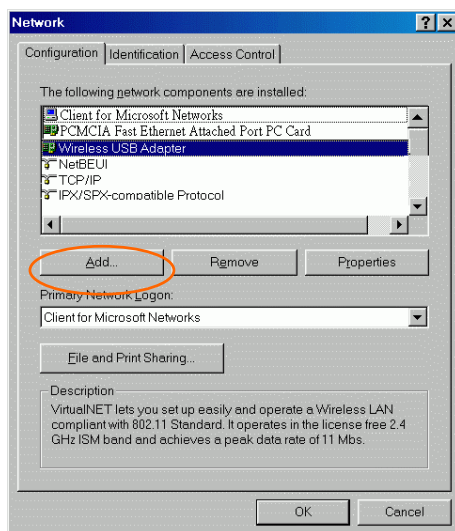 Network
Configuration Identification Access Control
The following network components are installed:
Client for Microsoft Networks
PCMCIA Fast Ethernet Attached Port PC Card
Wireless USB Adapter
NetBEUI
TCP/IP
IPX/SPX-compatible Protocol
Add... Remove Properties
Primary Network Logon:
Client for Microsoft Networks
File and Print Sharing...
Description
VirtualNET lets you set up easily and operate a Wireless LAN
compliant with 802.11 Standard. It operates in the license free 2.4
GHz ISM band and achieves a peak data rate of 11 Mbs.
OK Cancel